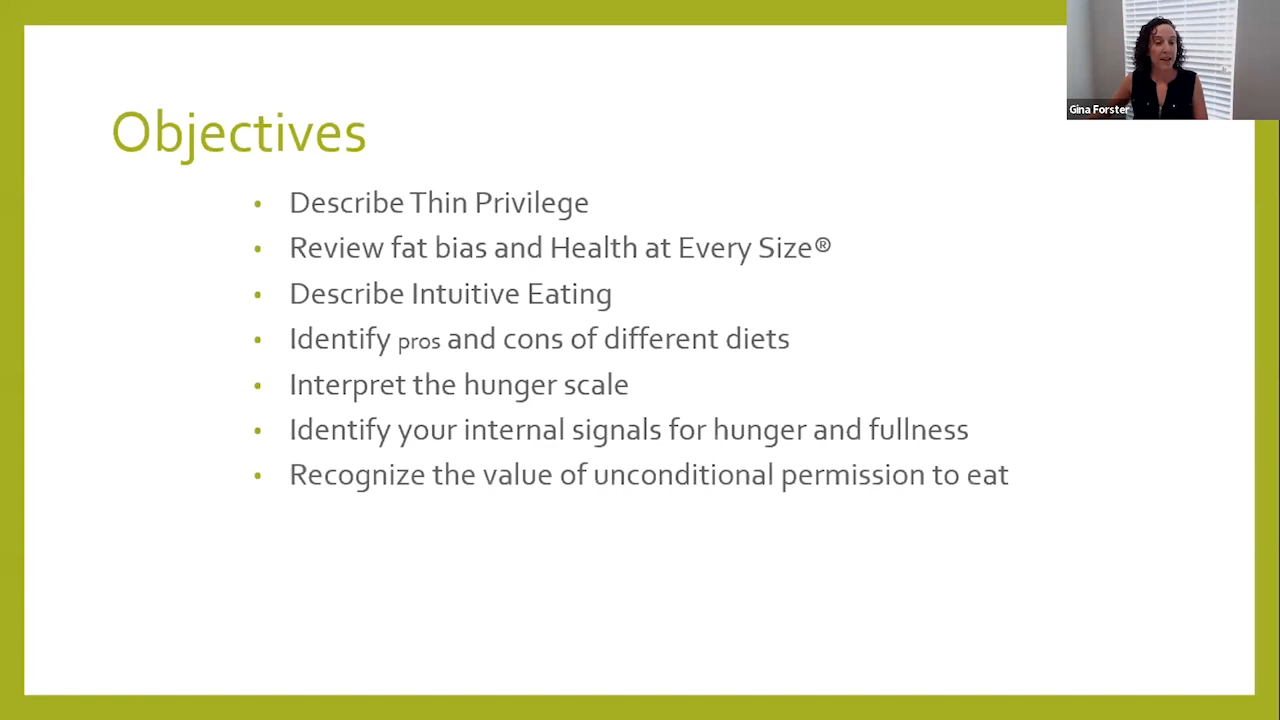 Gina Forster
Objectives
• Describe Thin Privilege
• Review fat bias and Health at Every Size®
• Describe Intuitive Eating
• Identify pros and cons of different diets
• Interpret the hunger scale
• Identify your internal signals for hunger and fullness
• Recognize the value of unconditional permission to eat